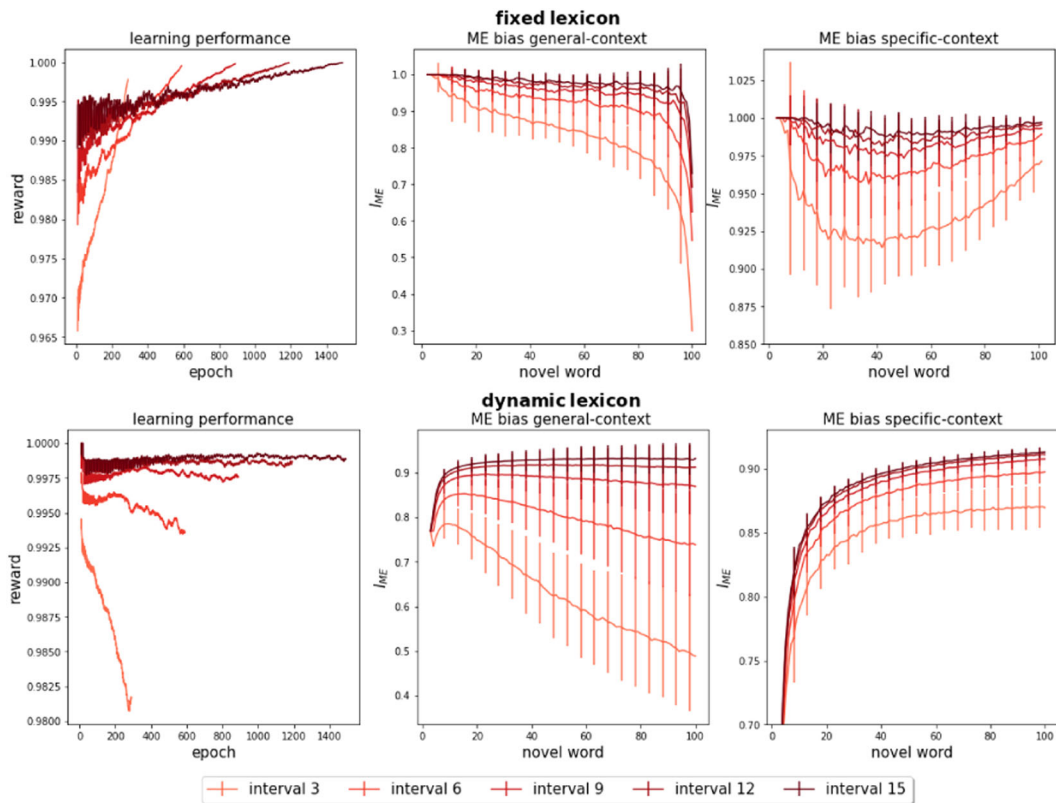 fixed lexicon
learning performance
ME bias general-context
ME bias specific-context
1.000
0.995
0.990
0.985
0.980
0.975
0.970
0.965
reward
0 200 400 600 800 1000 1200 1400
epoch
1.0
0.9
0.8
0.7
0.6
0.5
0.4
0.3
I_ME
0 20 40 60 80 100
novel word
1.025
1.000
0.975
0.950
0.925
0.900
0.875
0.850
I_ME
0 20 40 60 80 100
novel word
dynamic lexicon
learning performance
ME bias general-context
ME bias specific-context
1.0000
0.9975
0.9950
0.9925
0.9900
0.9875
0.9850
0.9825
0.9800
reward
0 200 400 600 800 1000 1200 1400
epoch
0.9
0.8
0.7
0.6
0.5
0.4
I_ME
0 20 40 60 80 100
novel word
0.90
0.85
0.80
0.75
0.70
I_ME
0 20 40 60 80 100
novel word
interval 3 interval 6 interval 9 interval 12 interval 15